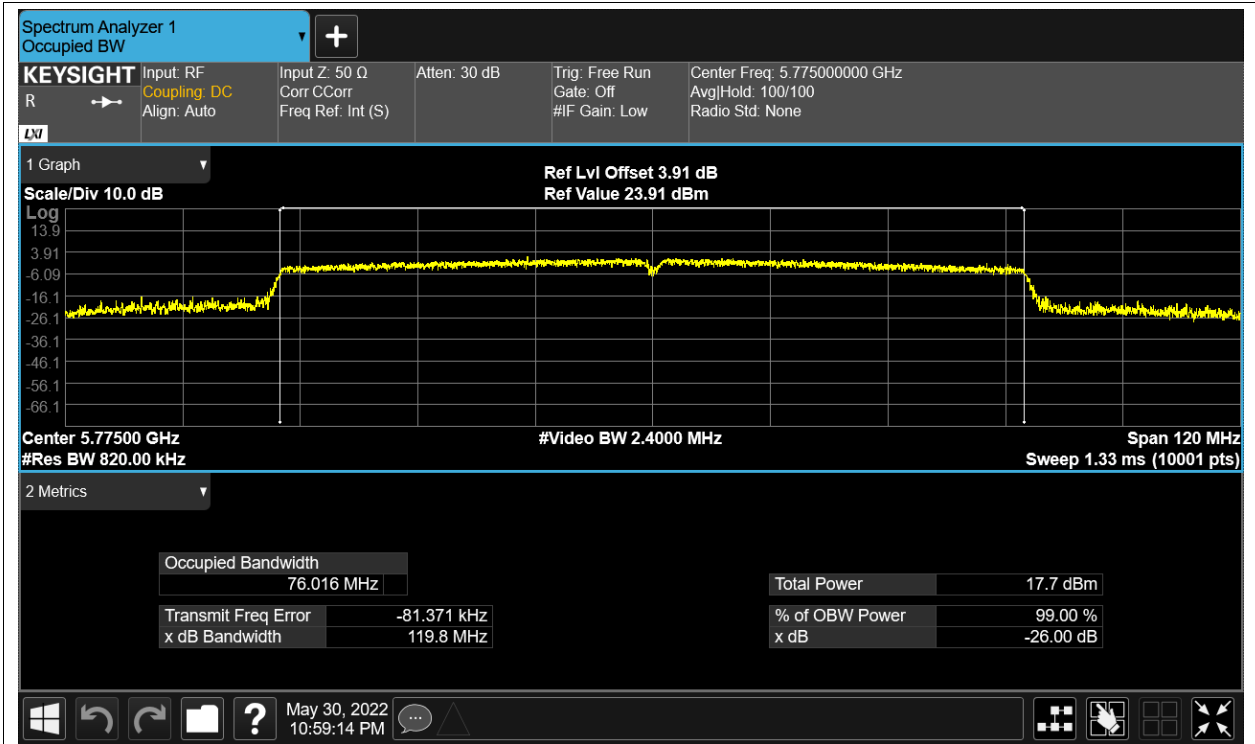 Spectrum Analyzer 1
Occupied BW
KEYSIGHT
R
LXI
Input: RF
Coupling: DC
Align: Auto
Input Z: 50 Ω
Corr CCorr
Freq Ref: Int (S)
Atten: 30 dB
Trig: Free Run
Gate: Off
#IF Gain: Low
Center Freq: 5.775000000 GHz
Avg|Hold: 100/100
Radio Std: None
1 Graph
Ref Lvl Offset 3.91 dB
Scale/Div 10.0 dB
Ref Value 23.91 dBm
Log
13.9
3.91
-6.09
-16.1
-26.1
-36.1
-46.1
-56.1
-66.1
Center 5.77500 GHz
#Video BW 2.4000 MHz
Span 120 MHz
#Res BW 820.00 kHz
Sweep 1.33 ms (10001 pts)
2 Metrics
Occupied Bandwidth
76.016 MHz
Total Power 17.7 dBm
Transmit Freq Error -81.371 kHz
% of OBW Power 99.00 %
x dB Bandwidth 119.8 MHz
x dB -26.00 dB
?
May 30, 2022
10:59:14 PM